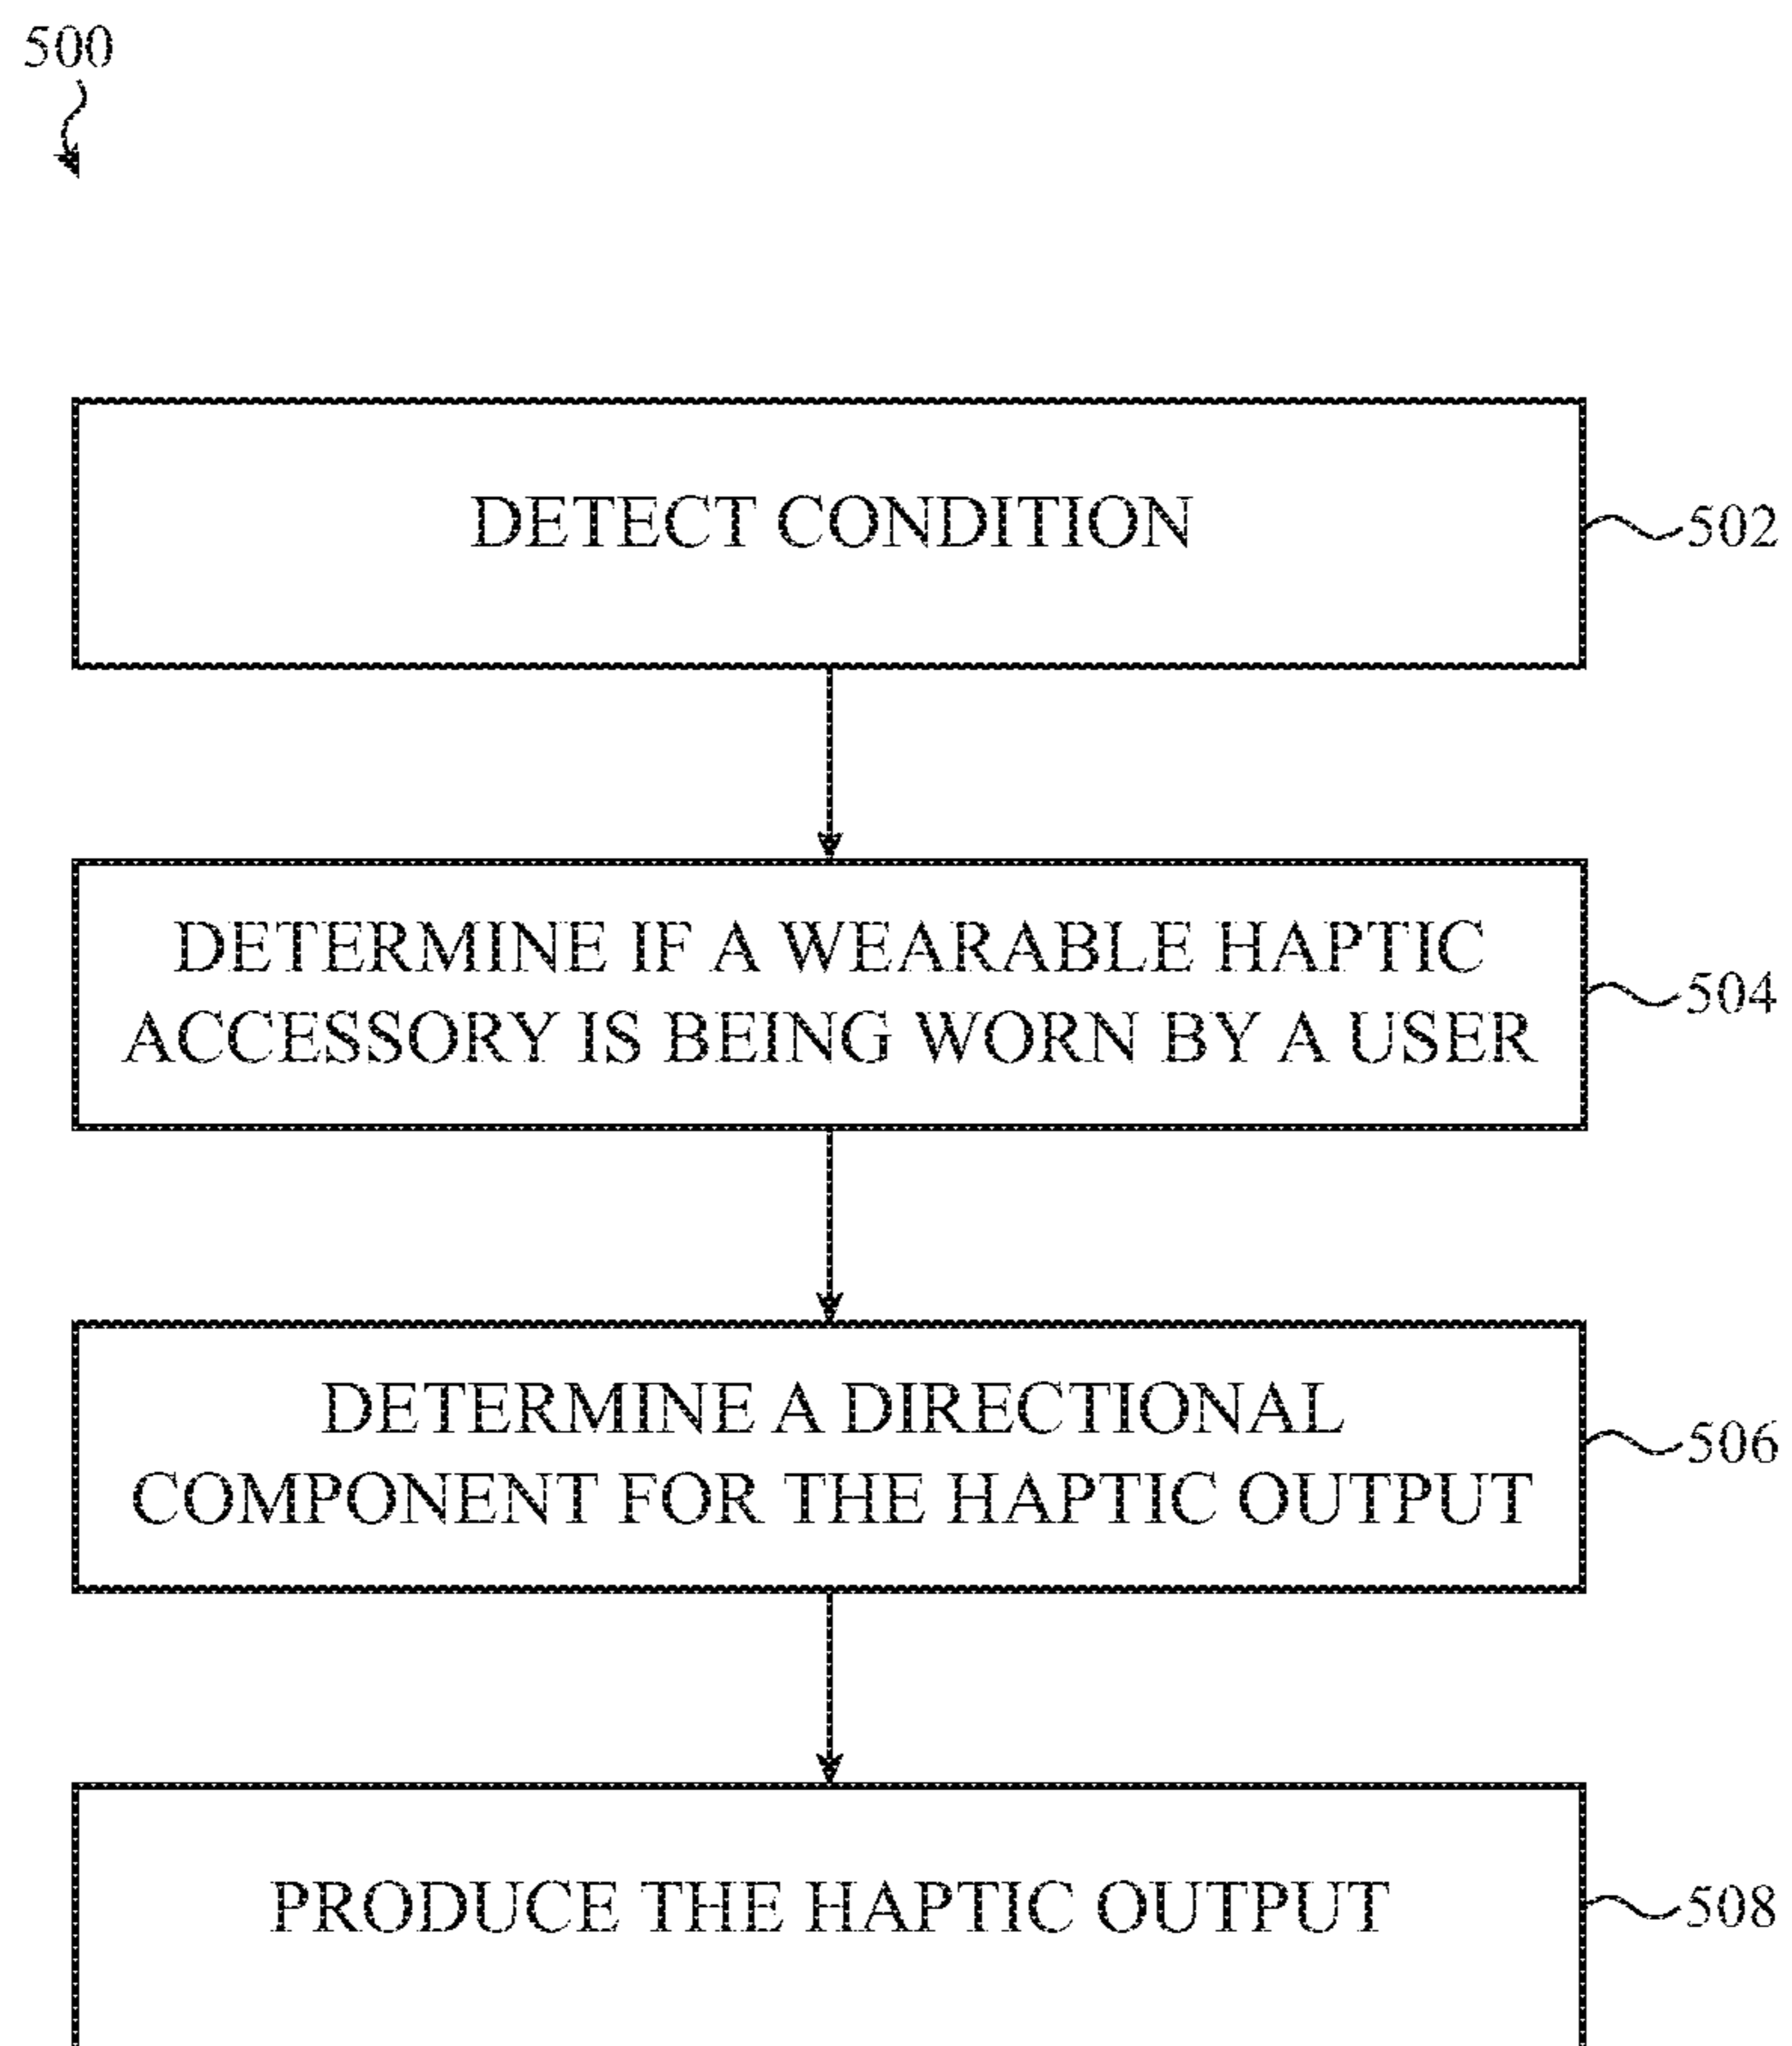 500
DETECT CONDITION
502
DETERMINE IF A WEARABLE HAPTIC
ACCESSORY IS BEING WORN BY A USER
504
DETERMINE A DIRECTIONAL
COMPONENT FOR THE HAPTIC OUTPUT
506
PRODUCE THE HAPTIC OUTPUT
508